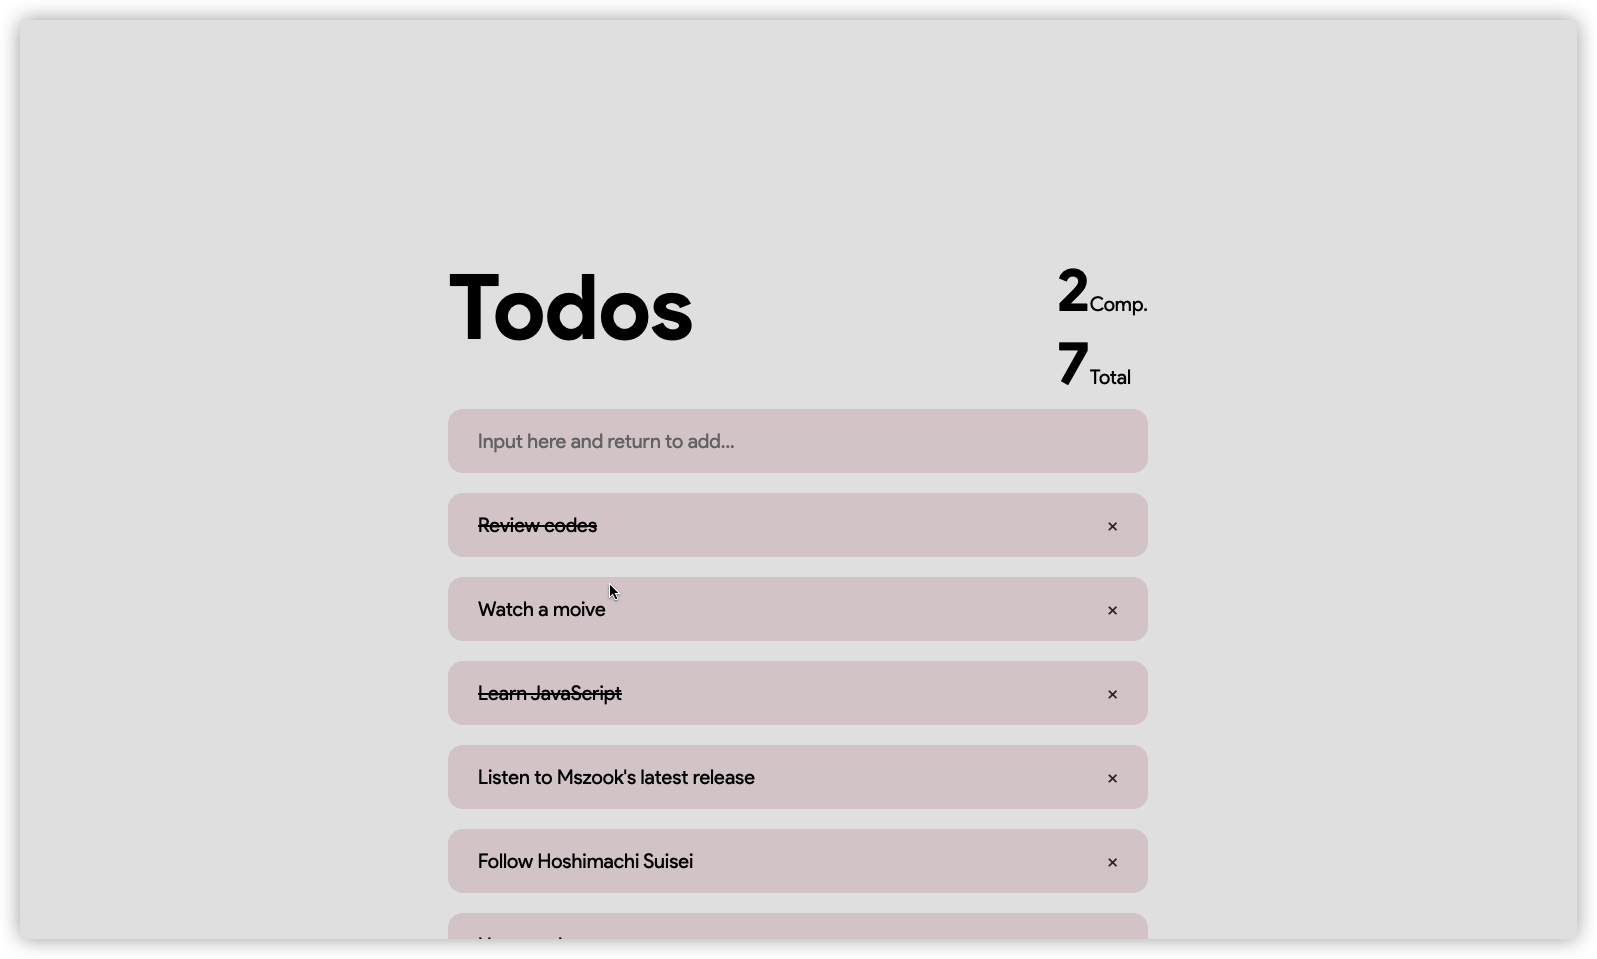 Todos
2 Comp.
7 Total
Input here and return to add...
Review codes ×
Watch a moive ×
Learn JavaScript ×
Listen to Mszook's latest release ×
Follow Hoshimachi Suisei ×